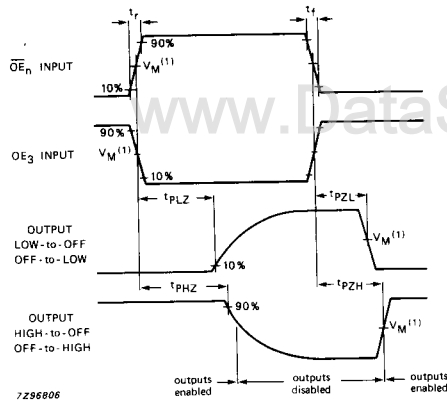 tr
tf
90%
OEn INPUT
VM(1)
10%
www.DataS
90%
OE3 INPUT
VM(1)
10%
tPLZ
tPZL
OUTPUT
LOW-to-OFF
OFF-to-LOW
VM(1)
10%
tPHZ
tPZH
90%
OUTPUT
HIGH-to-OFF
OFF-to-HIGH
VM(1)
outputs enabled
outputs disabled
outputs enabled
7Z96806